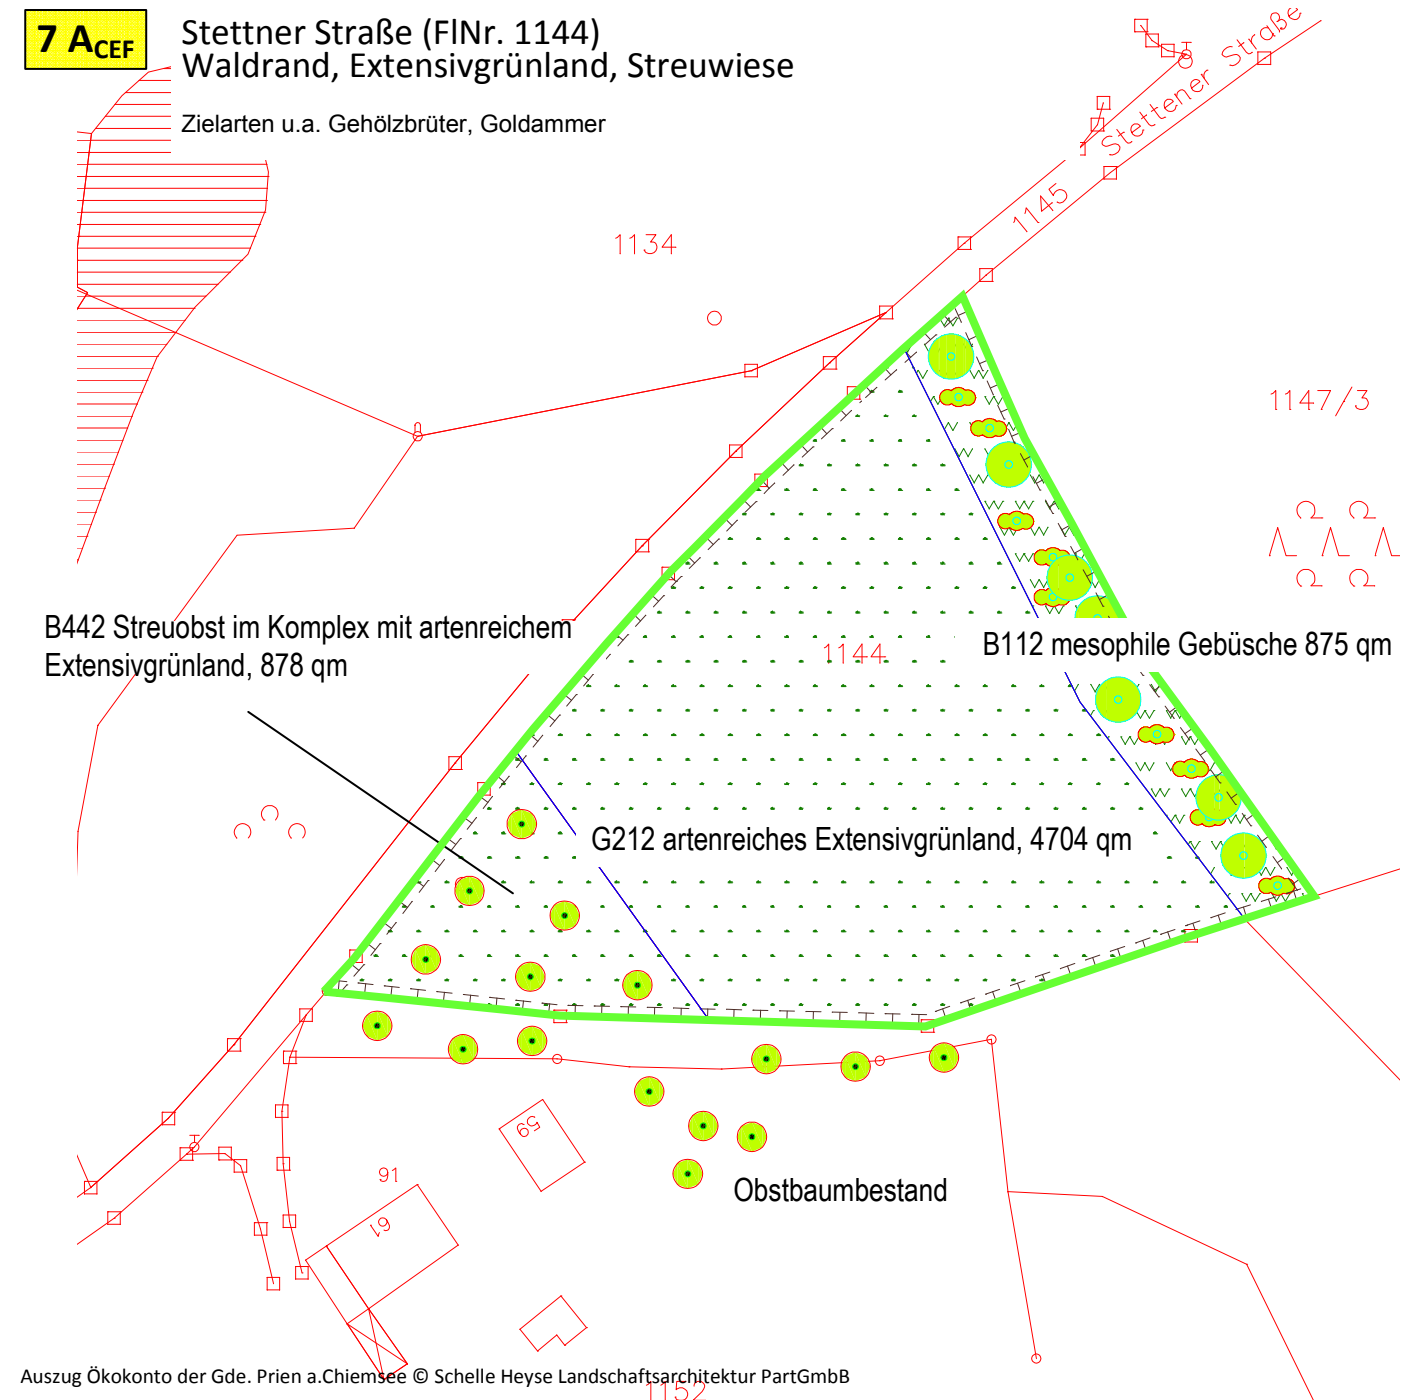 7 ACEF
Stettner Straße (FlNr. 1144)
Waldrand, Extensivgrünland, Streuwiese
Zielarten u.a. Gehölzbrüter, Goldammer
Stettener Straße
1145
1134
1147/3
B442 Streuobst im Komplex mit artenreichem
Extensivgrünland, 878 qm
1144
B112 mesophile Gebüsche 875 qm
G212 artenreiches Extensivgrünland, 4704 qm
59
91
61
Obstbaumbestand
Auszug Ökokonto der Gde. Prien a.Chiemsee © Schelle Heyse Landschaftsarchitektur PartGmbB
1152